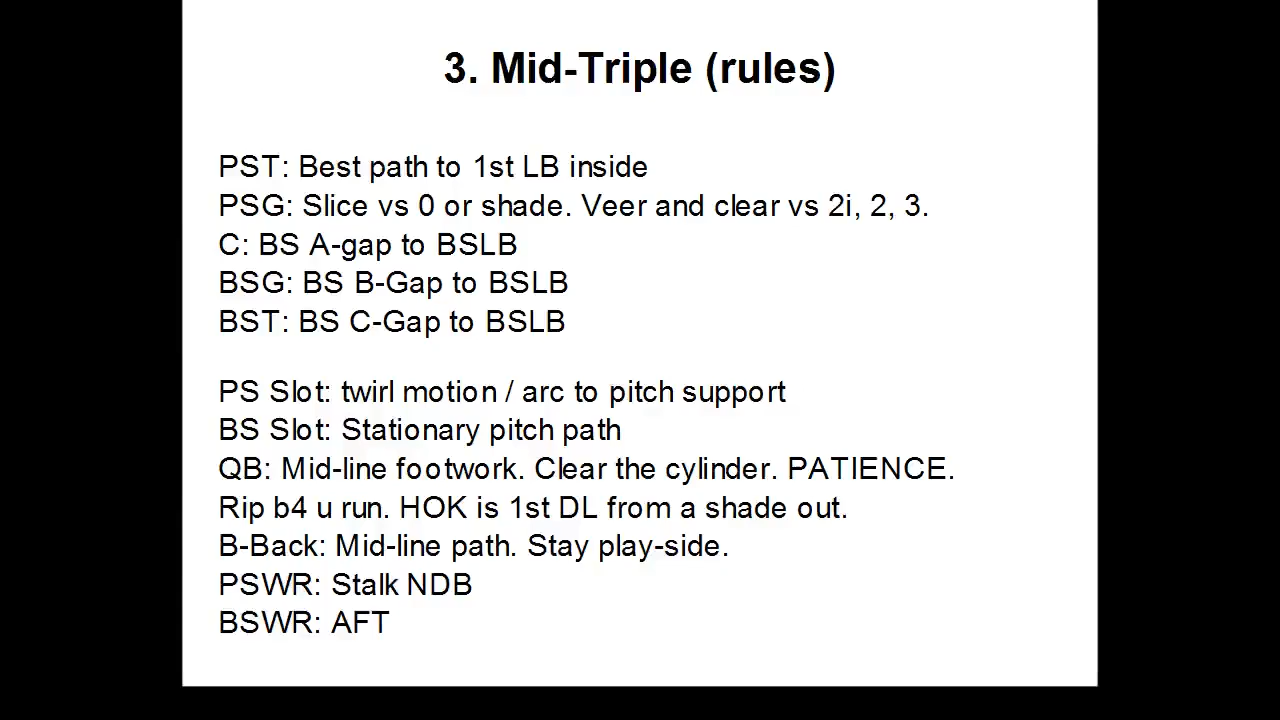 3. Mid-Triple (rules)
PST: Best path to 1st LB inside
PSG: Slice vs 0 or shade. Veer and clear vs 2i, 2, 3.
C: BS A-gap to BSLB
BSG: BS B-Gap to BSLB
BST: BS C-Gap to BSLB
PS Slot: twirl motion / arc to pitch support
BS Slot: Stationary pitch path
QB: Mid-line footwork. Clear the cylinder. PATIENCE.
Rip b4 u run. HOK is 1st DL from a shade out.
B-Back: Mid-line path. Stay play-side.
PSWR: Stalk NDB
BSWR: AFT